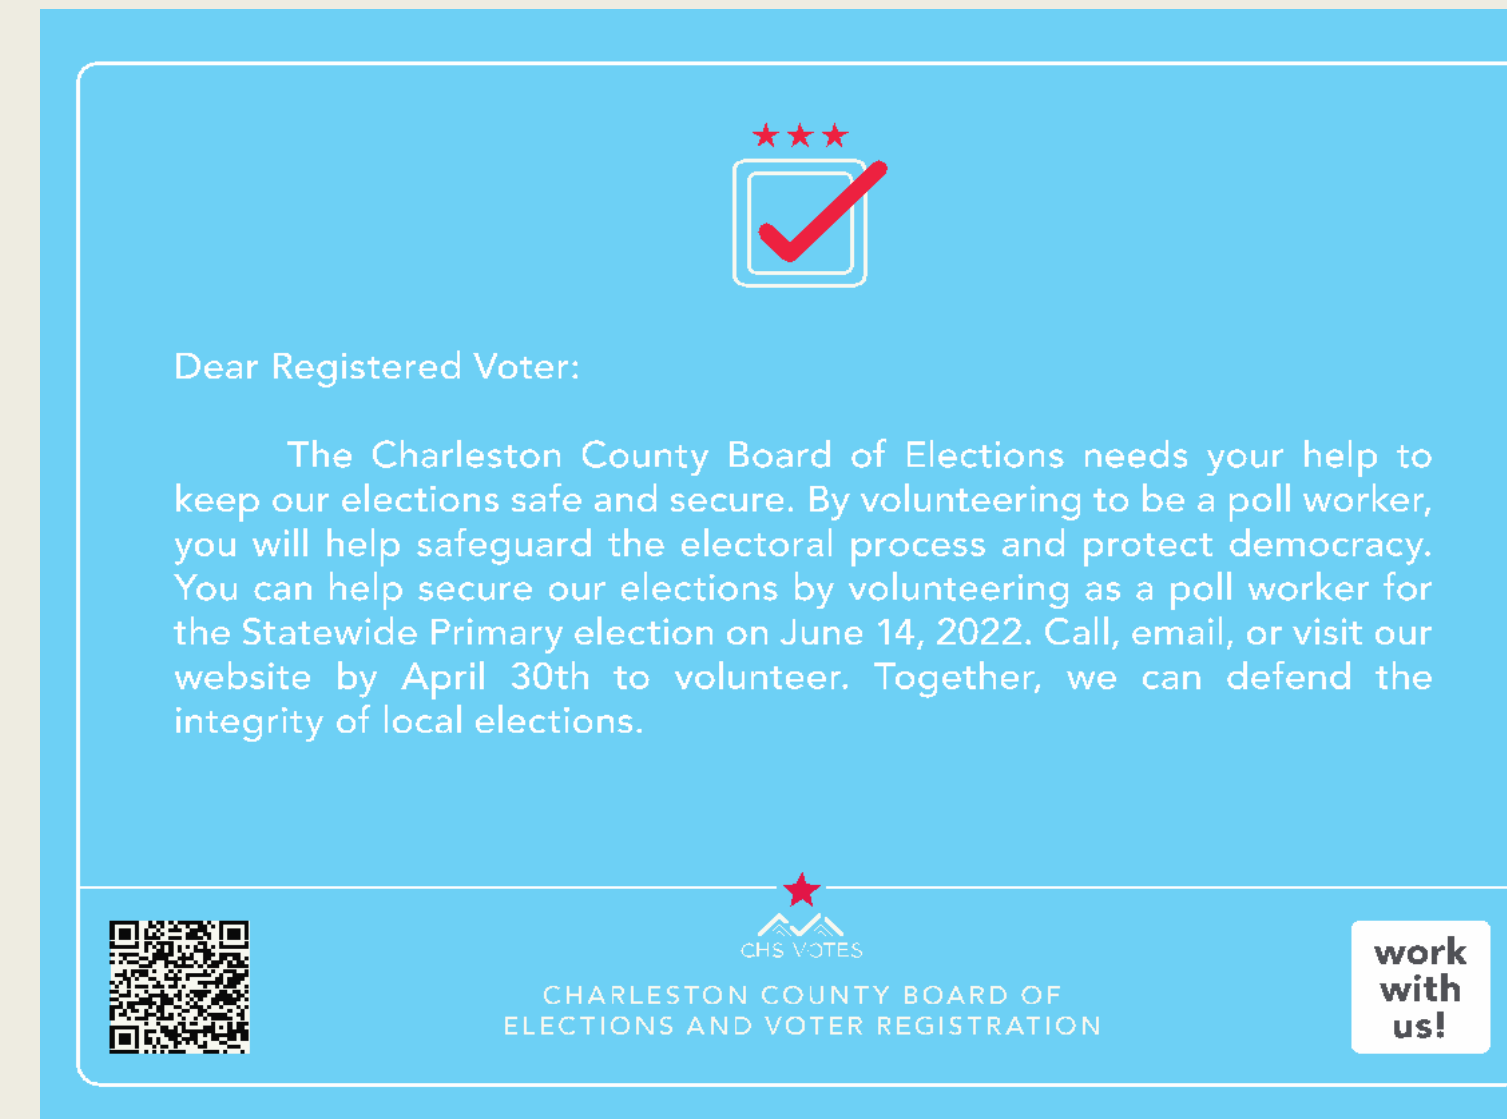 Dear Registered Voter:
The Charleston County Board of Elections needs your help to
keep our elections safe and secure. By volunteering to be a poll worker,
you will help safeguard the electoral process and protect democracy.
You can help secure our elections by volunteering as a poll worker for
the Statewide Primary election on June 14, 2022. Call, email, or visit our
website by April 30th to volunteer. Together, we can defend the
integrity of local elections.
CHS VOTES
CHARLESTON COUNTY BOARD OF
ELECTIONS AND VOTER REGISTRATION
work
with
us!